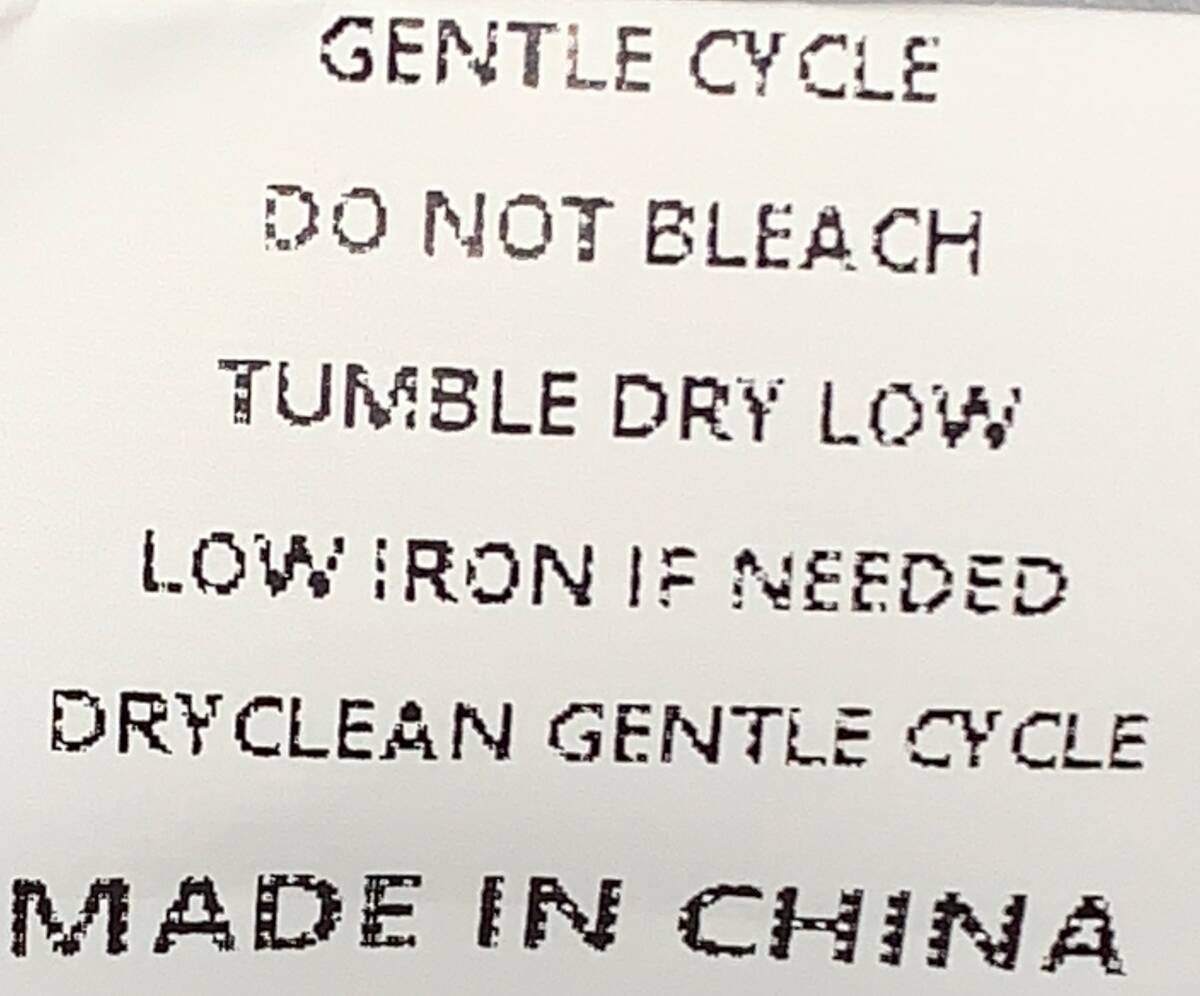 GENTLE CYCLE
DO NOT BLEACH
TUMBLE DRY LOW
LOW IRON IF NEEDED
DRYCLEAN GENTLE CYCLE
MADE IN CHINA